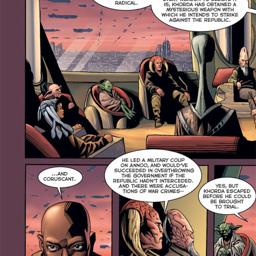 RADICAL.
IS, KHORDA HAS OBTAINED A
MYSTERIOUS WEAPON WITH
WHICH HE INTENDS TO STRIKE
AGAINST THE REPUBLIC.
...AND
CORUSCANT.
HE LED A MILITARY COUP
ON ANNOO, AND WOULD'VE
SUCCEEDED IN OVERTHROWING
THE GOVERNMENT IF THE
REPUBLIC HADN'T INTERCEDED.
AND THERE WERE ACCUSA-
TIONS OF WAR CRIMES--
YES, BUT
KHORDA ESCAPED
BEFORE HE COULD
BE BROUGHT
TO TRIAL.